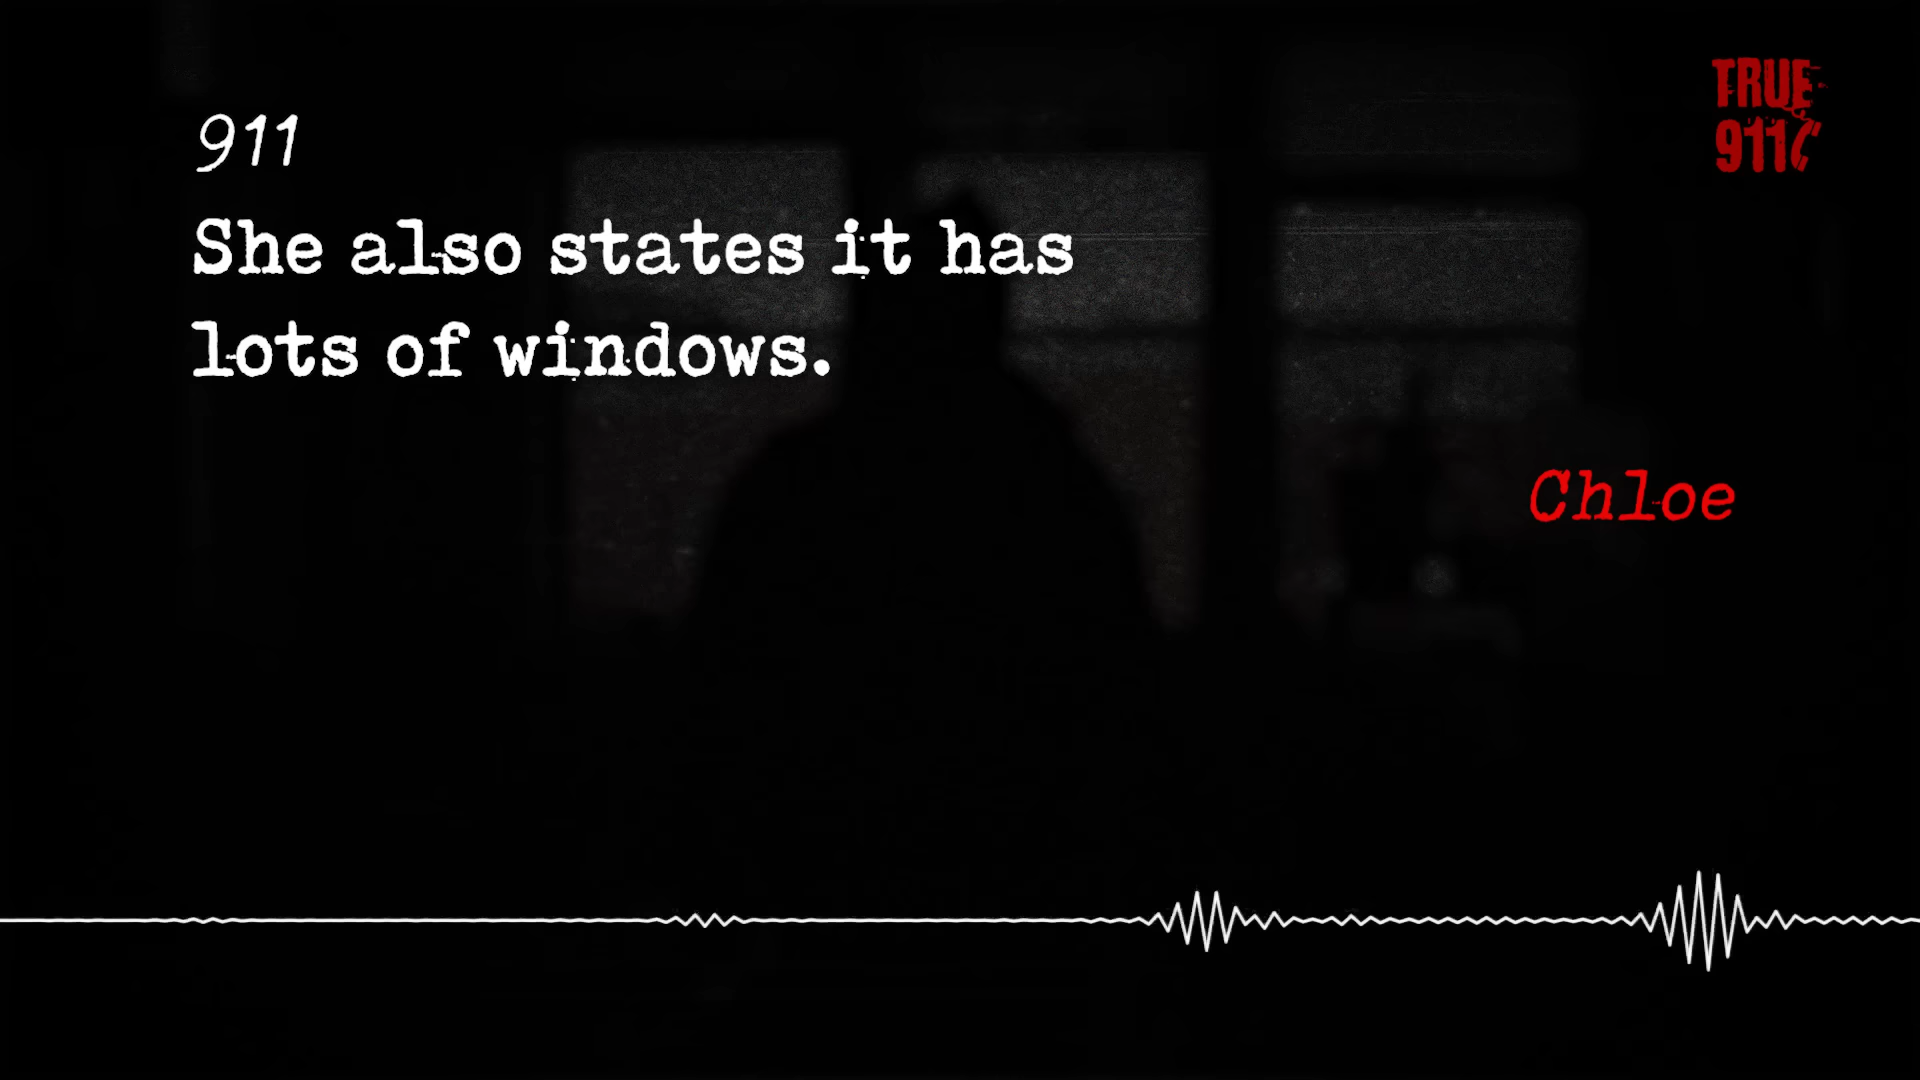 TRUE
911
911
She also states it has
lots of windows.
Chloe